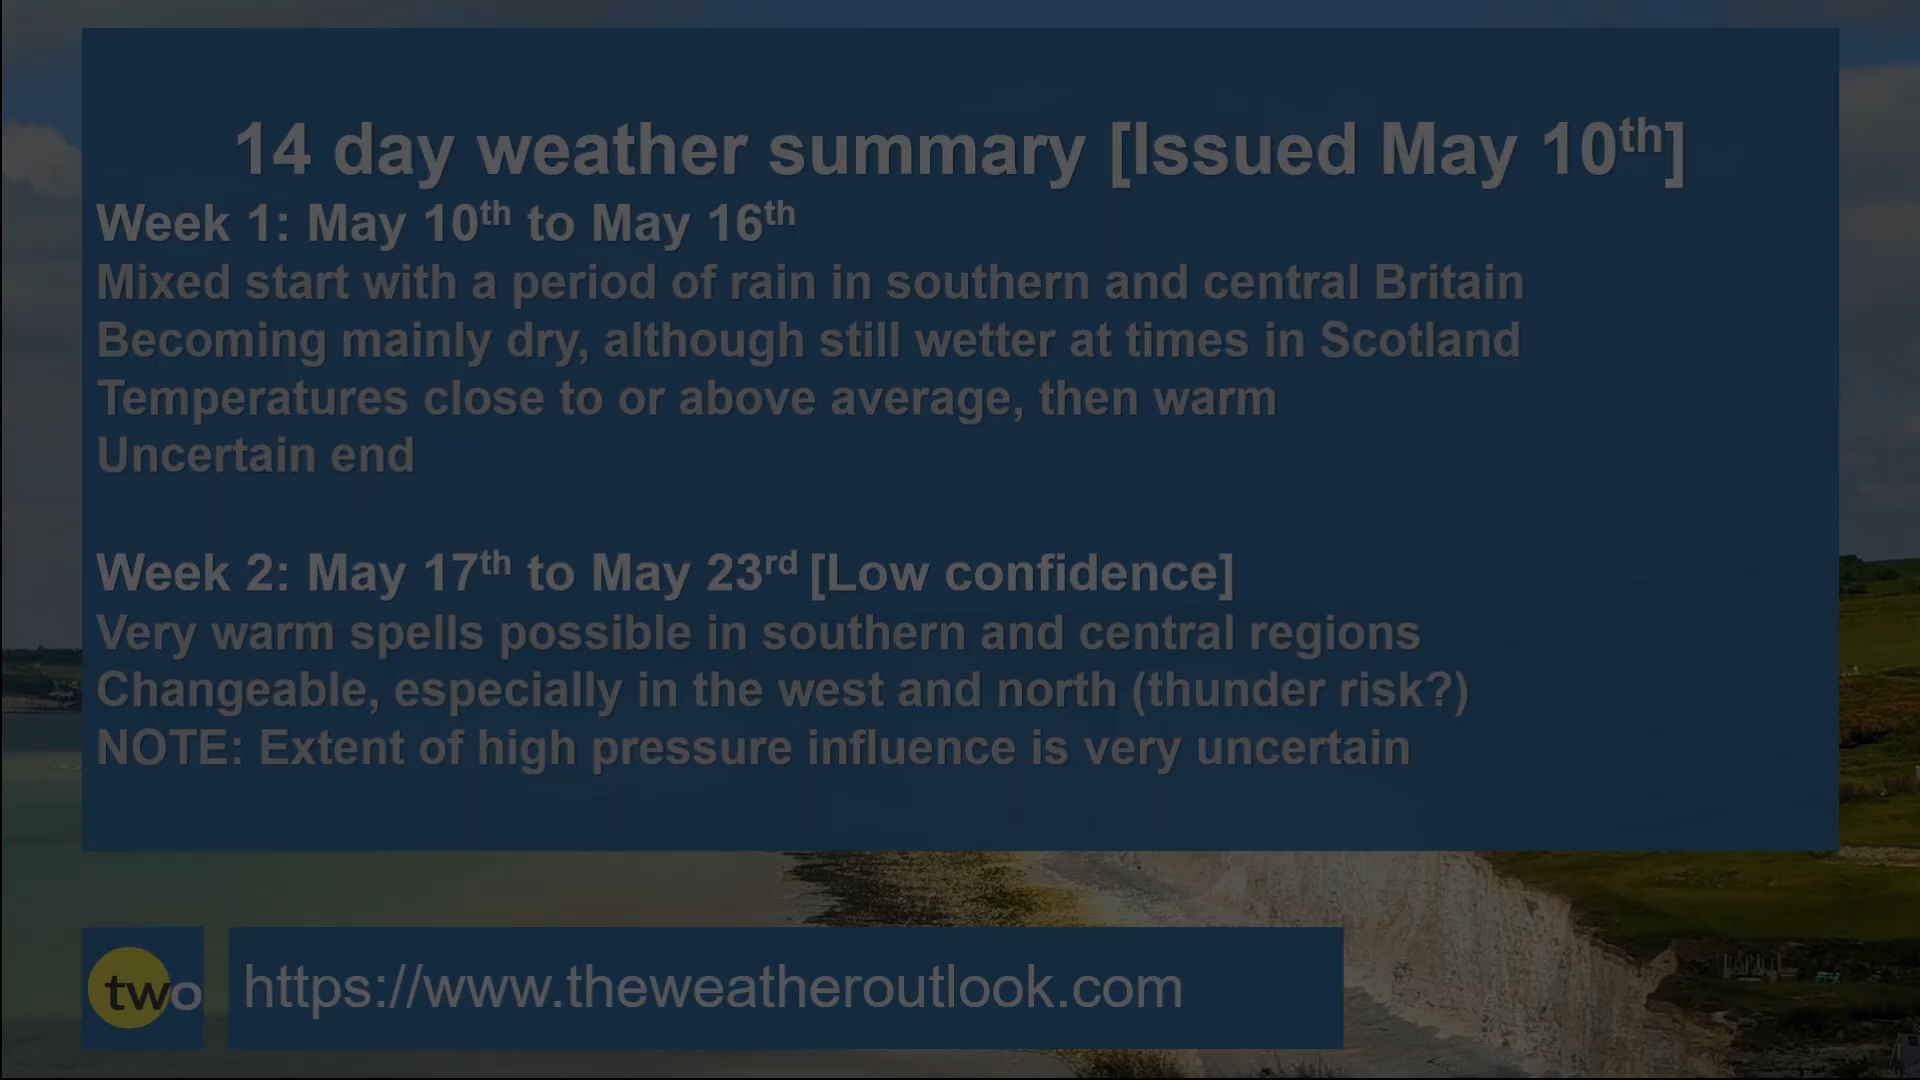 14 day weather summary [Issued May 10th]
Week 1: May 10th to May 16th
Mixed start with a period of rain in southern and central Britain
Becoming mainly dry, although still wetter at times in Scotland
Temperatures close to or above average, then warm
Uncertain end
Week 2: May 17th to May 23rd [Low confidence]
Very warm spells possible in southern and central regions
Changeable, especially in the west and north (thunder risk?)
NOTE: Extent of high pressure influence is very uncertain
two
https://www.theweatheroutlook.com